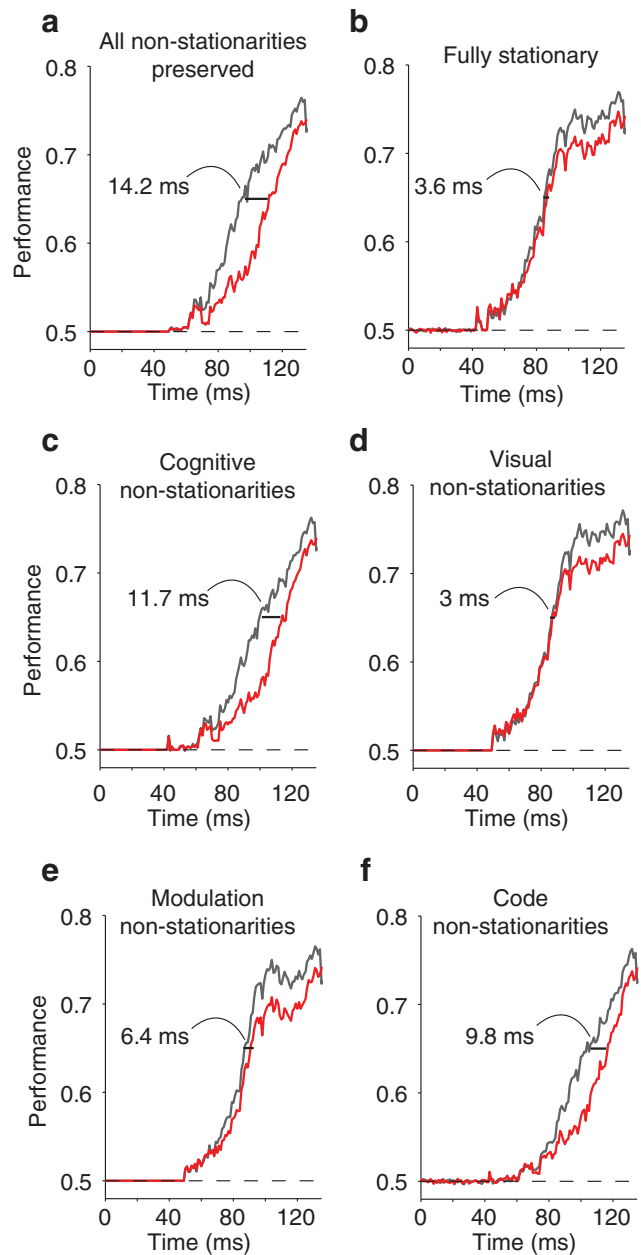 a
All non-stationarities
preserved
0.8
0.7
0.6
0.5
Performance
14.2 ms
0 40 80 120
Time (ms)
b
Fully stationary
0.8
0.7
0.6
0.5
3.6 ms
0 40 80 120
Time (ms)
c
Cognitive
non-stationarities
0.8
0.7
0.6
0.5
Performance
11.7 ms
0 40 80 120
Time (ms)
d
Visual
non-stationarities
0.8
0.7
0.6
0.5
3 ms
0 40 80 120
Time (ms)
e
Modulation
non-stationarities
0.8
0.7
0.6
0.5
Performance
6.4 ms
0 40 80 120
Time (ms)
f
Code
non-stationarities
0.8
0.7
0.6
0.5
9.8 ms
0 40 80 120
Time (ms)